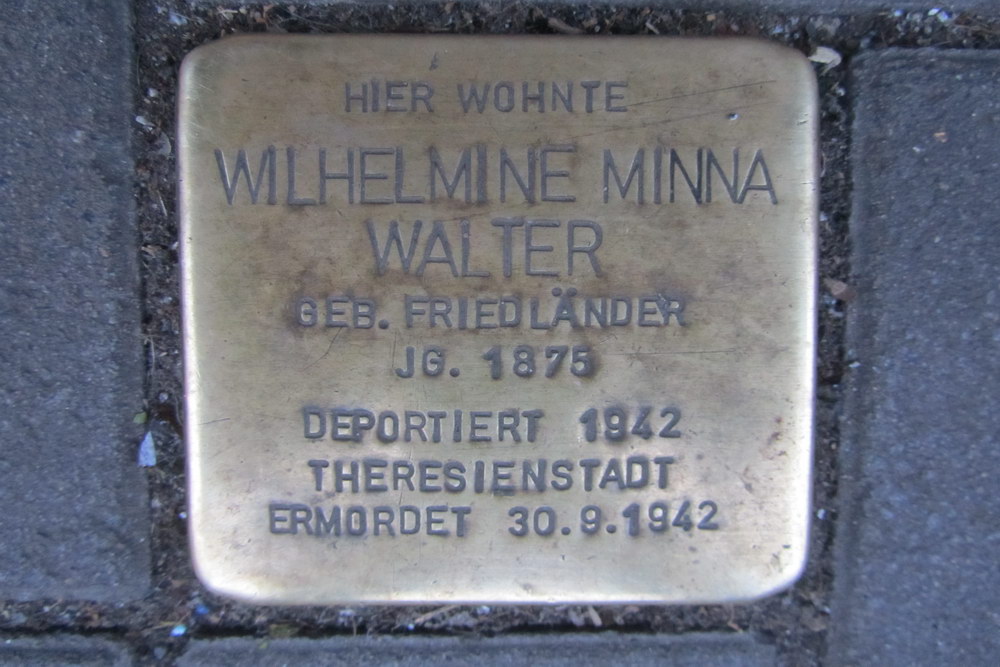 HIER WOHNTE
WILHELMINE MINNA
WALTER
GEB. FRIEDLÄNDER
JG. 1875
DEPORTIERT 1942
THERESIENSTADT
ERMORDET 30.9.1942